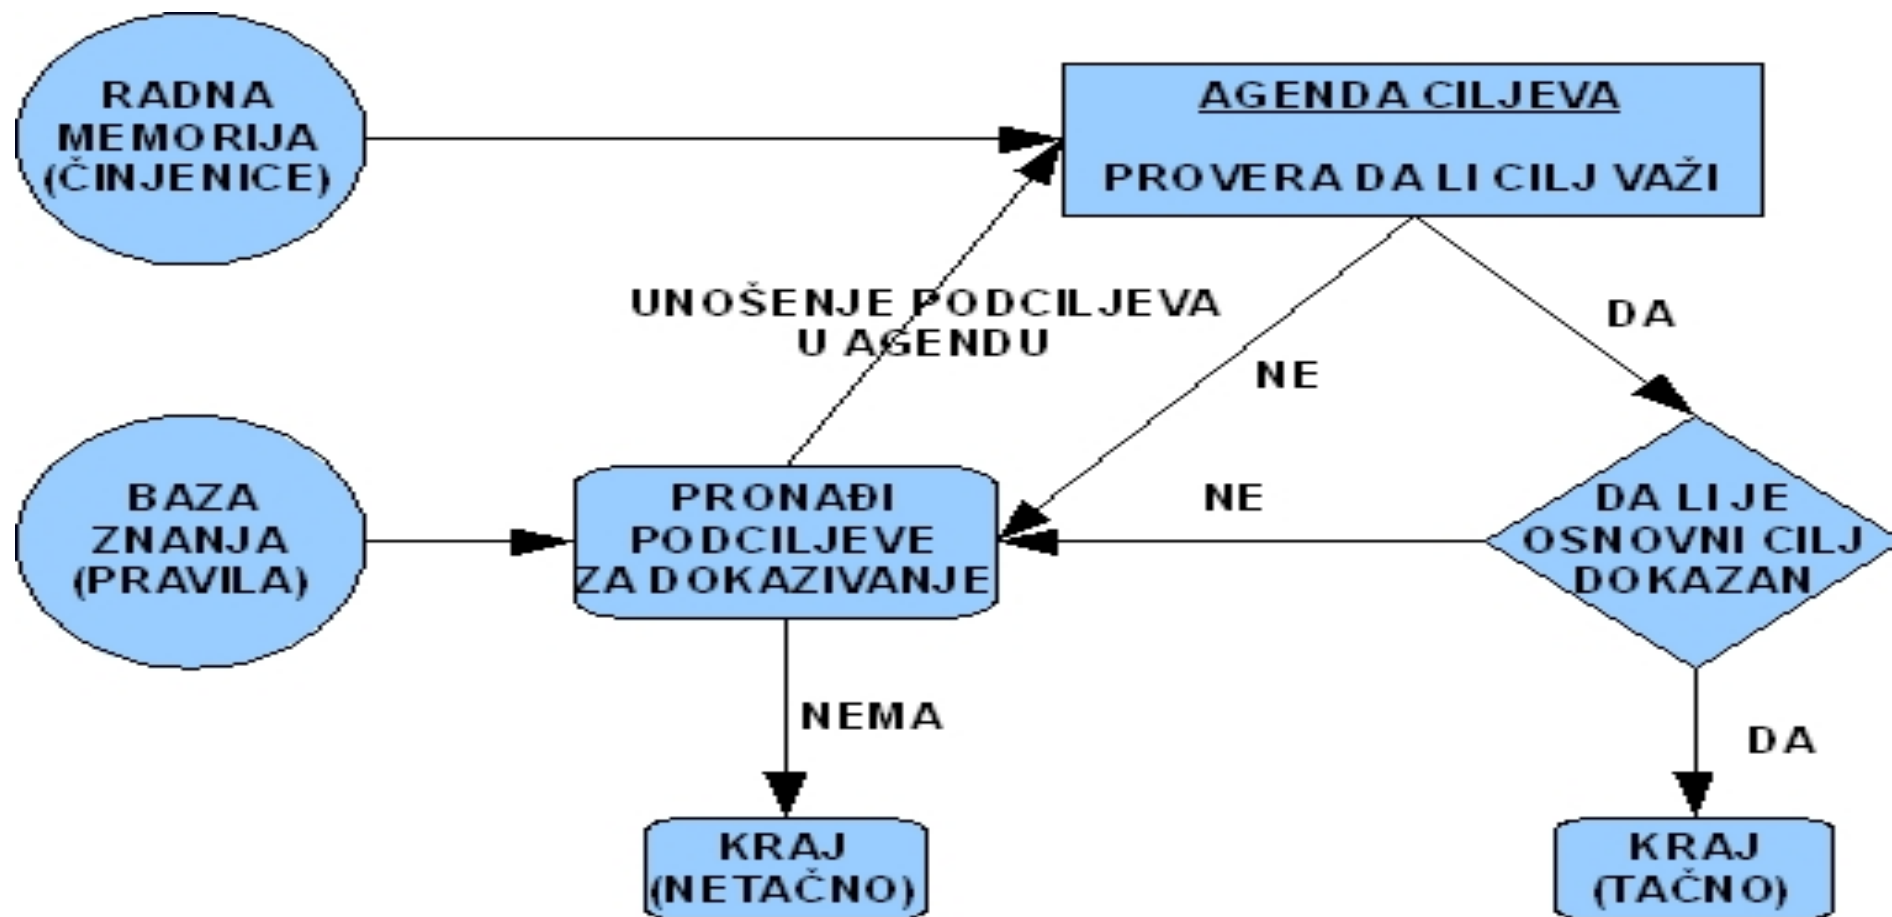 RADNA
MEMORIJA
(ČINJENICE)
AGENDA CILJEVA
PROVERA DA LI CILJ VAŽI
UNOŠENJE PODCILJEVA
U AGENDU
DA
NE
BAZA
ZNANJA
(PRAVILA)
PRONAĐI
PODCILJEVE
ZA DOKAZIVANJE
NE
DA LI JE
OSNOVNI CILJ
DOKAZAN
NEMA
DA
KRAJ
(NETAČNO)
KRAJ
(TAČNO)